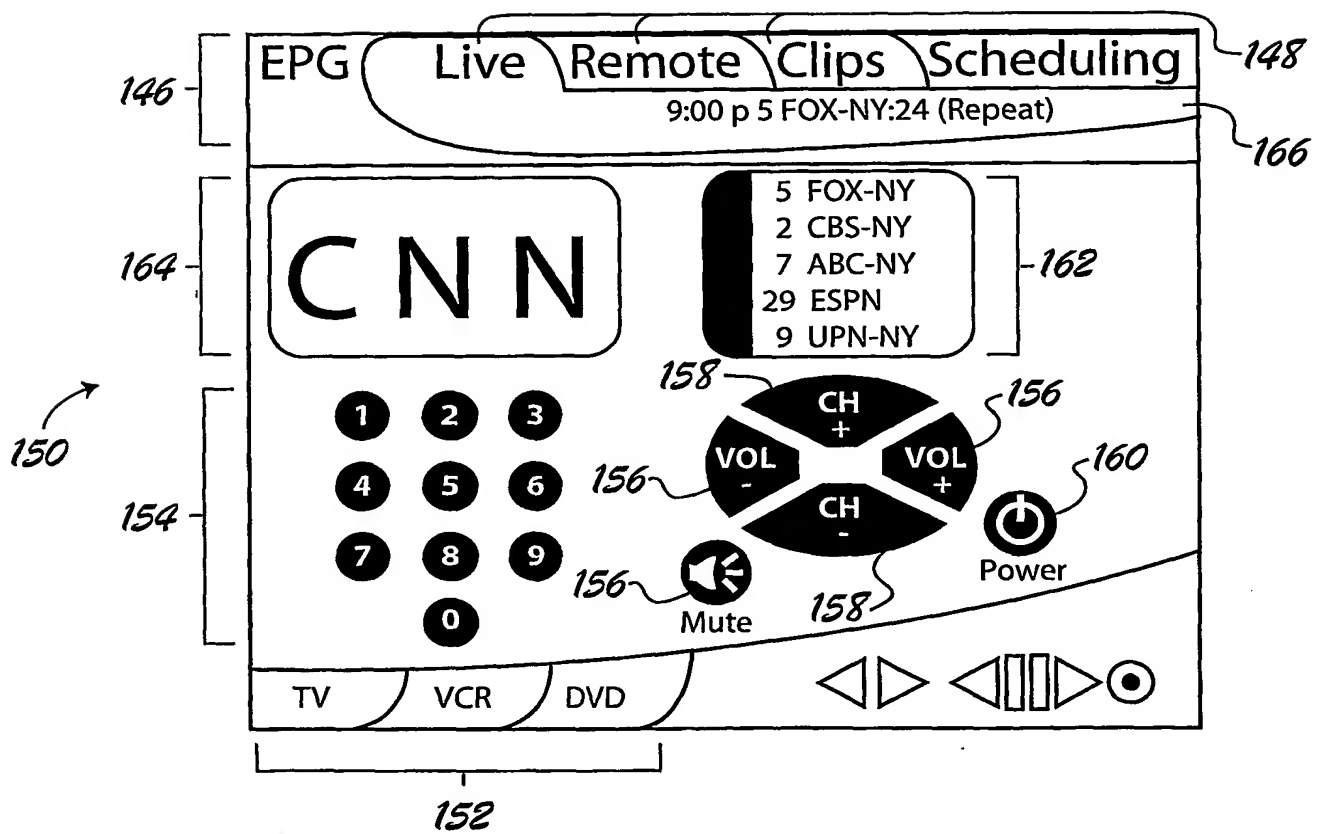 EPG Live Remote Clips Scheduling
148
146
9:00 p 5 FOX-NY:24 (Repeat)
166
164
CNN
5 FOX-NY
2 CBS-NY
7 ABC-NY
29 ESPN
9 UPN-NY
162
150
154
1 2 3
4 5 6
7 8 9
0
158
CH
+
156
VOL
-
VOL
+
156
CH
-
158
160
Power
156
Mute
TV VCR DVD
152